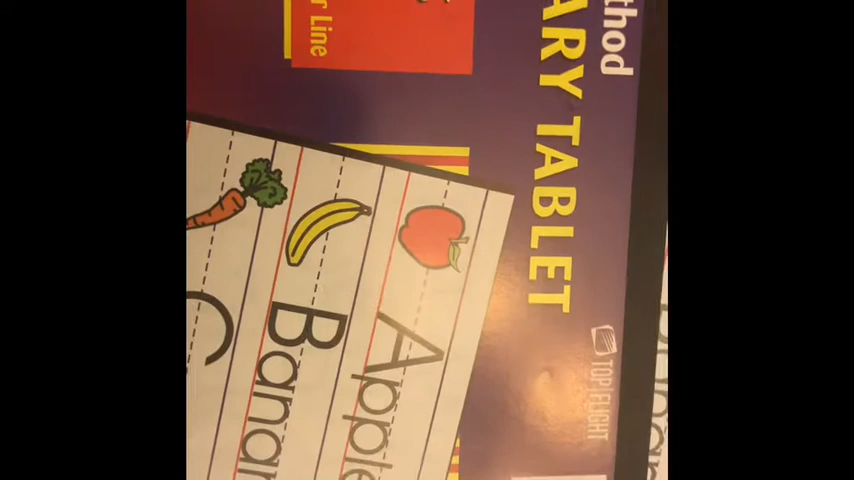 thod
ARY TABLET
r Line
TOP FLIGHT
A
Apple
B
Banan
C